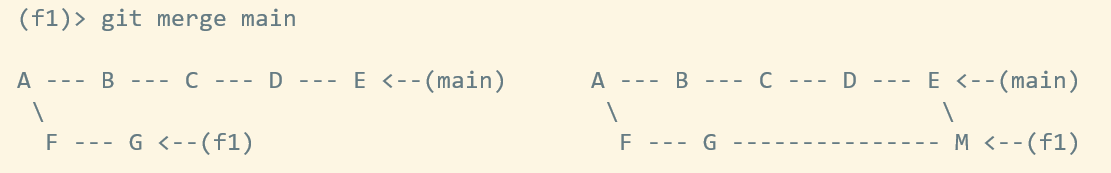 (f1)> git merge main
A --- B --- C --- D --- E <--(main)          A --- B --- C --- D --- E <--(main)
 \                                            \                       \
  F --- G <--(f1)                              F --- G --------------- M <--(f1)